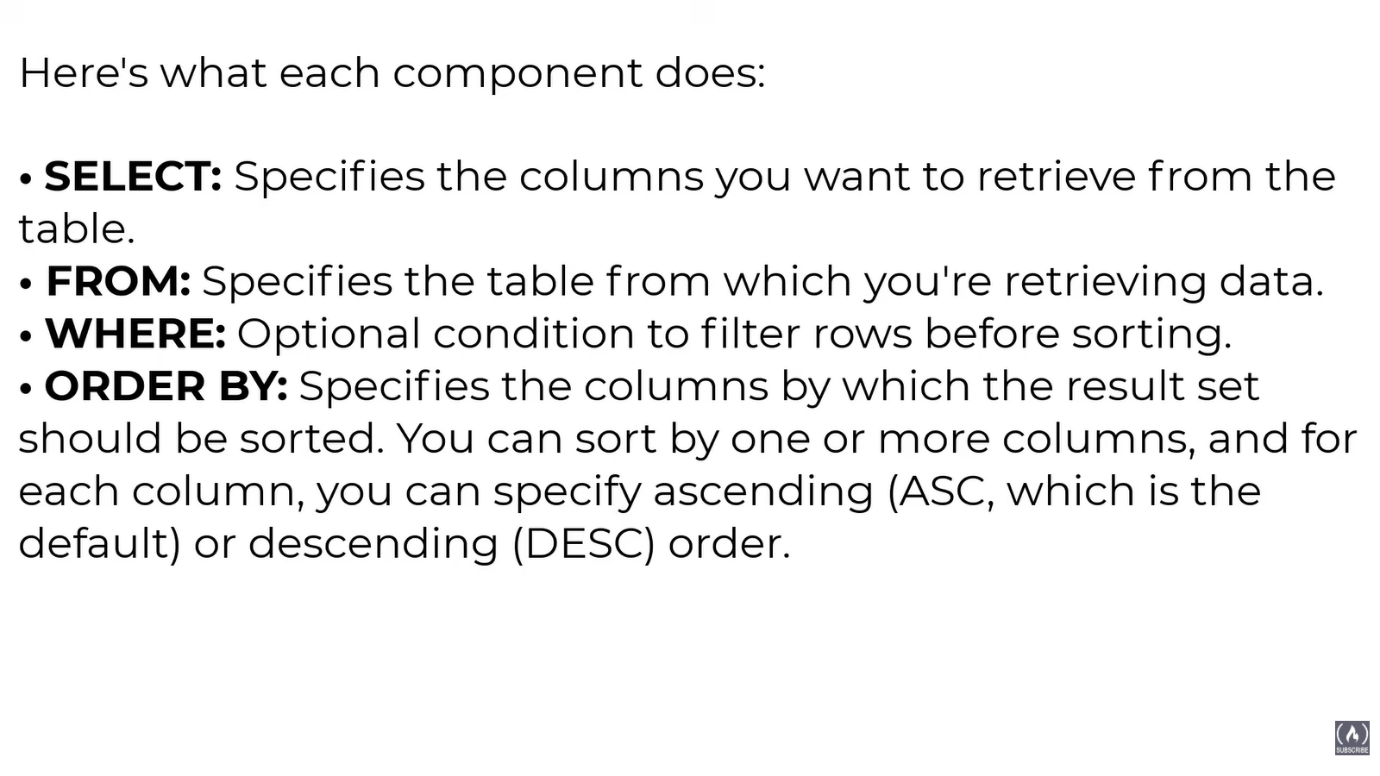 Here's what each component does:
• SELECT: Specifies the columns you want to retrieve from the
table.
• FROM: Specifies the table from which you're retrieving data.
• WHERE: Optional condition to filter rows before sorting.
• ORDER BY: Specifies the columns by which the result set
should be sorted. You can sort by one or more columns, and for
each column, you can specify ascending (ASC, which is the
default) or descending (DESC) order.
SUBSCRIBE